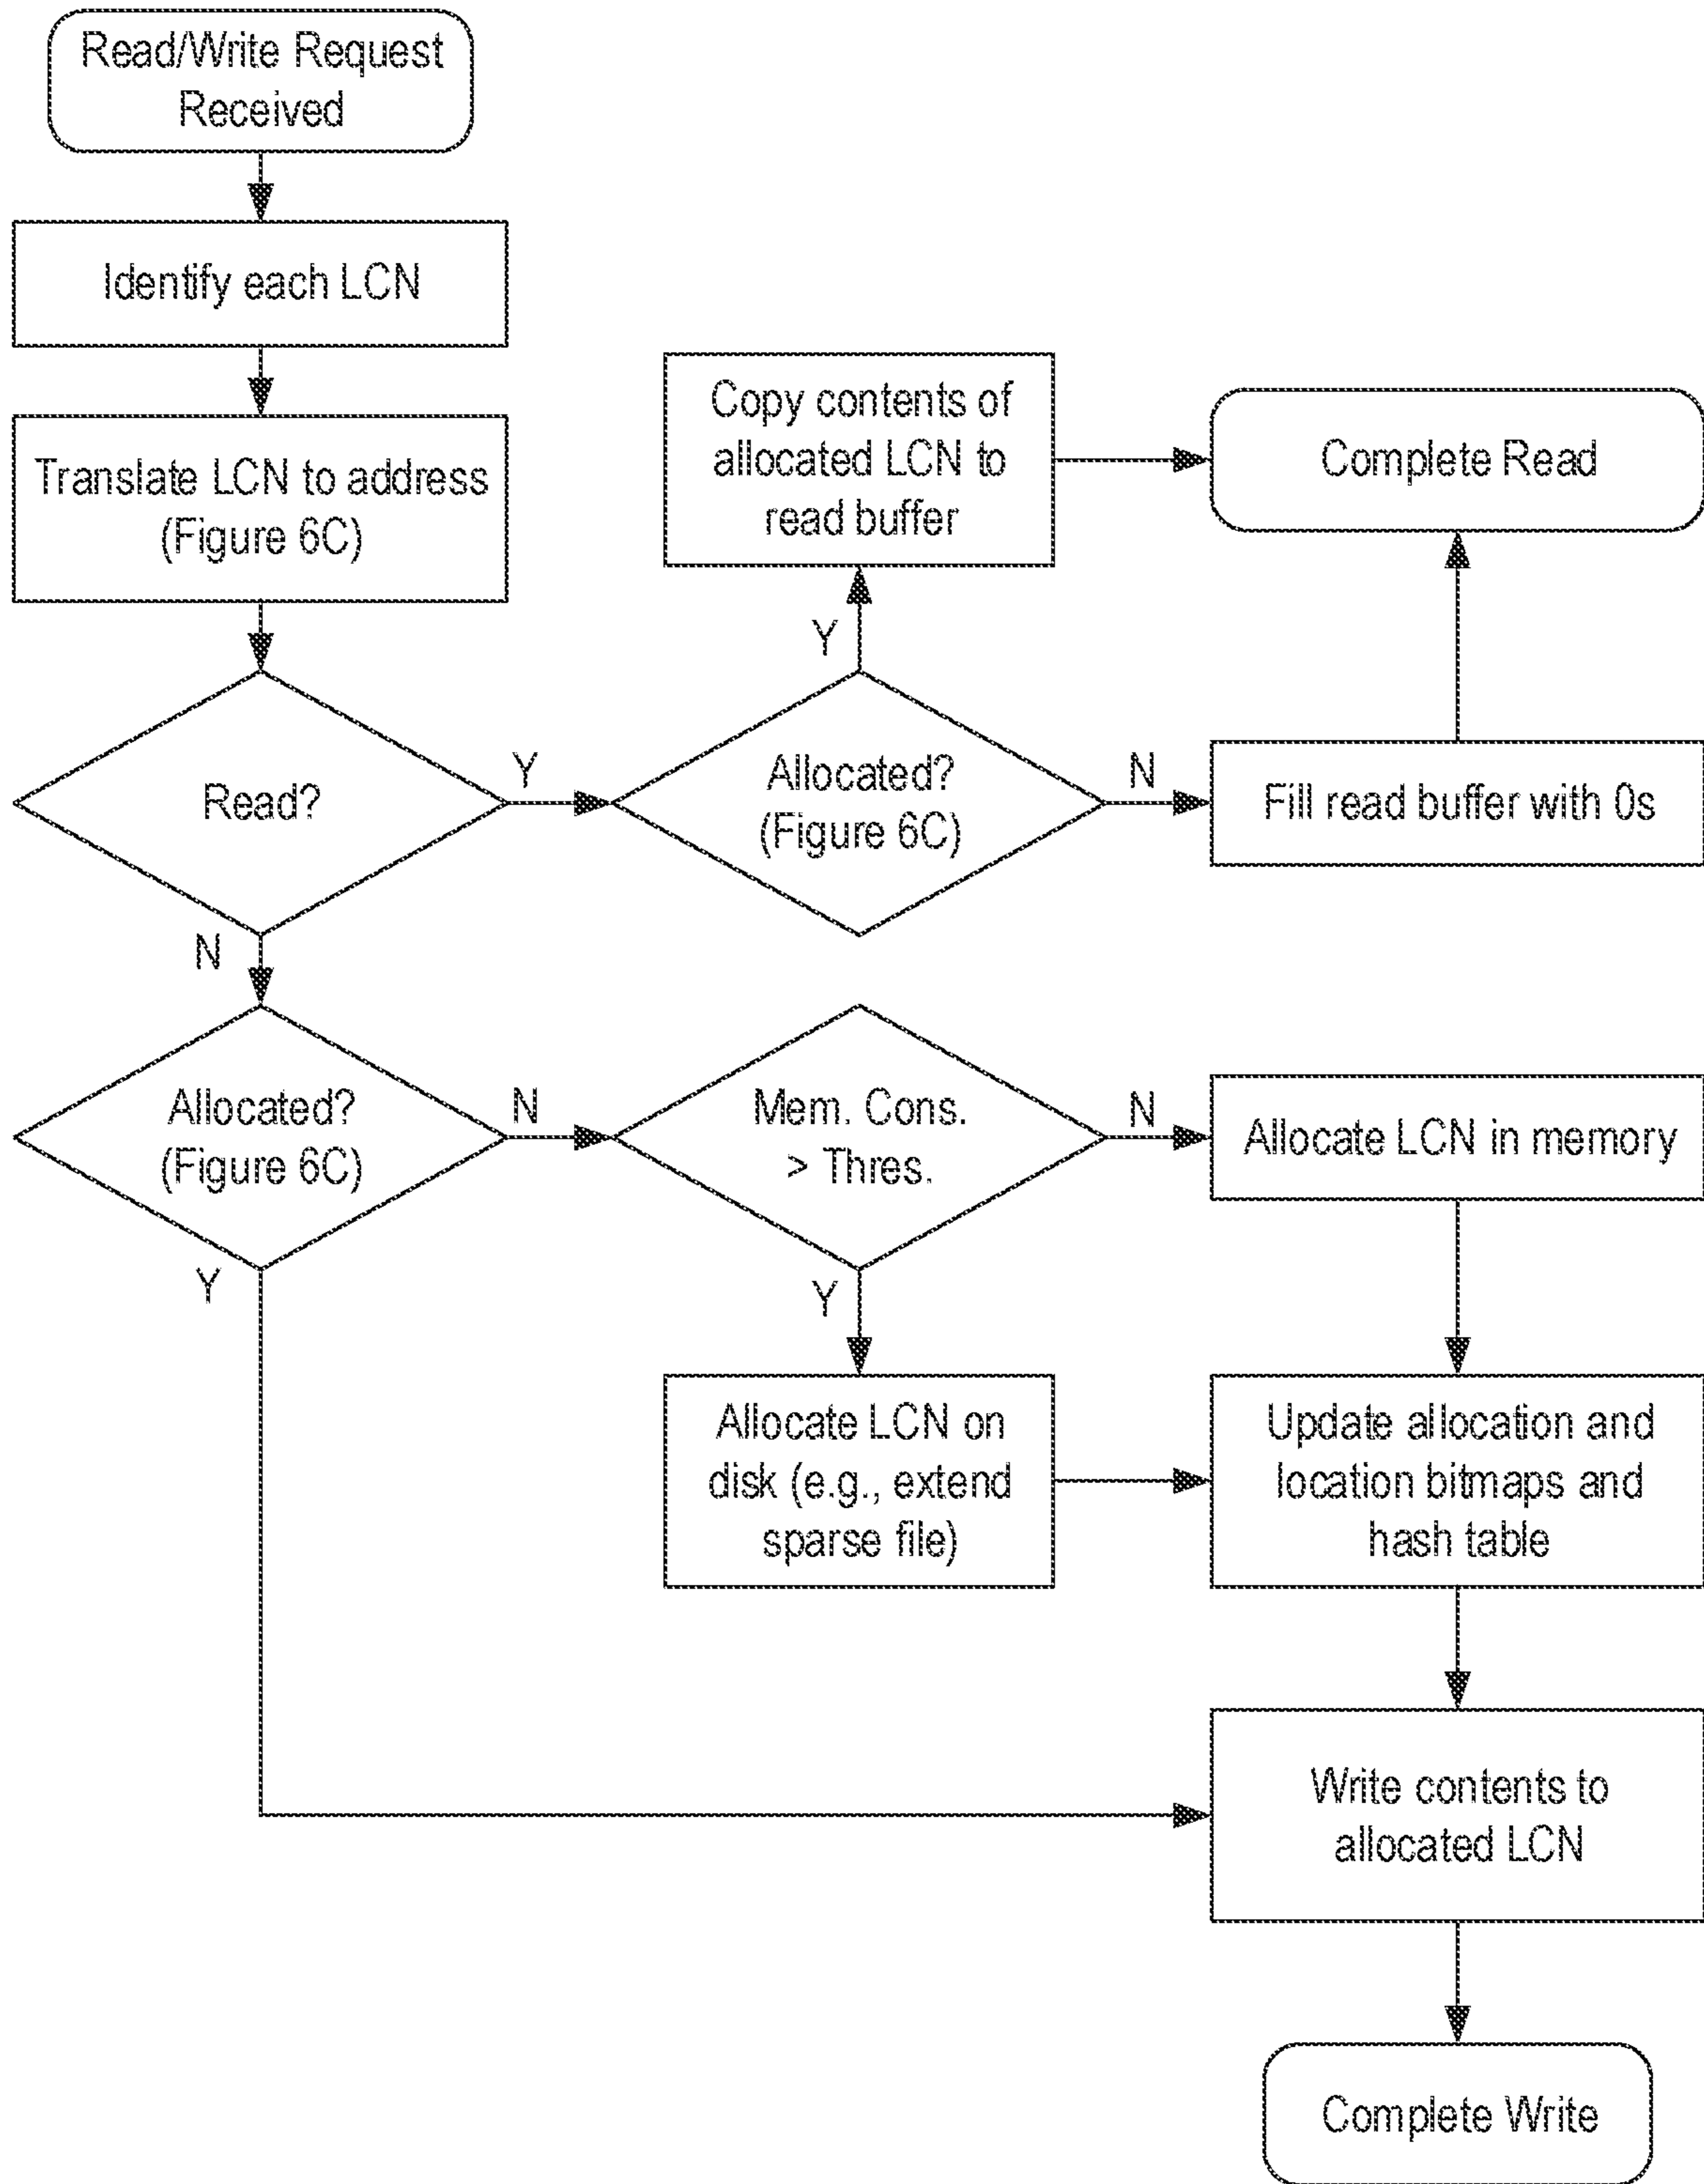 Read/Write Request
Received
Identify each LCN
Translate LCN to address
(Figure 6C)
Copy contents of
allocated LCN to
read buffer
Complete Read
Y
Read?
Y
Allocated?
(Figure 6C)
N
Fill read buffer with 0s
N
Allocated?
(Figure 6C)
N
Mem. Cons.
> Thres.
N
Allocate LCN in memory
Y
Y
Allocate LCN on
disk (e.g., extend
sparse file)
Update allocation and
location bitmaps and
hash table
Write contents to
allocated LCN
Complete Write